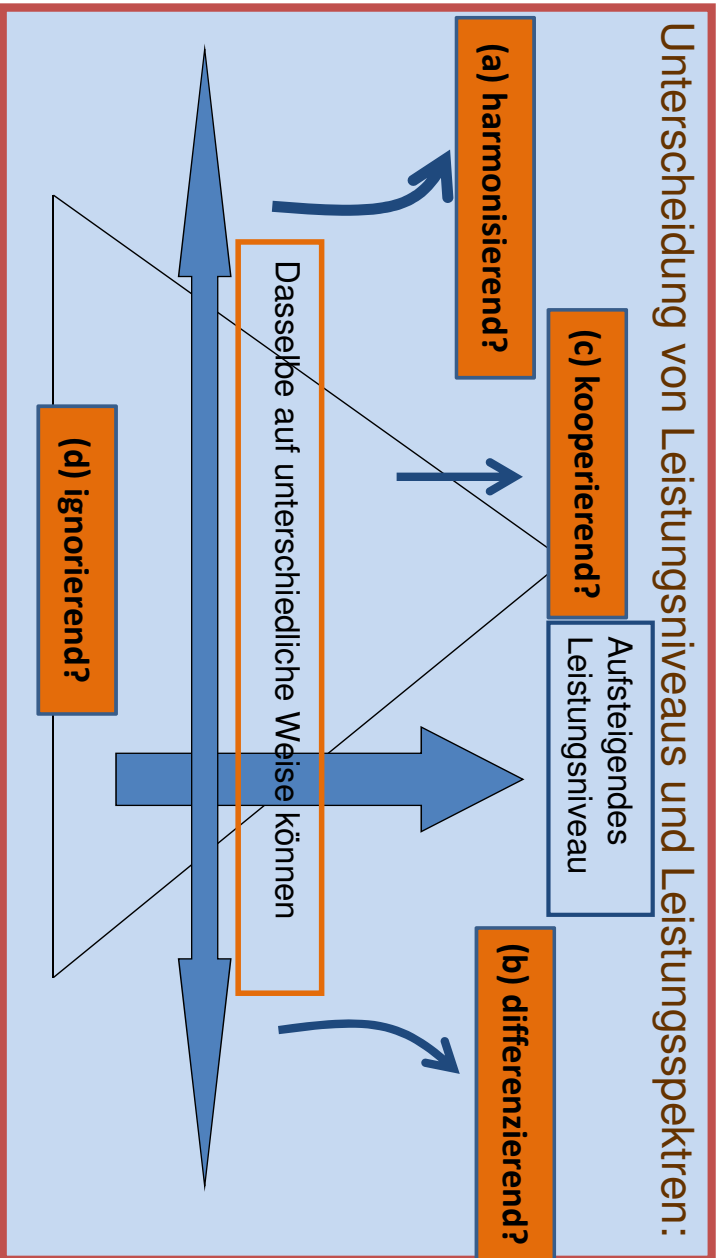 Unterscheidung von Leistungsniveaus und Leistungsspektren:
(c) kooperierend?
Aufsteigendes
Leistungsniveau
(a) harmonisierend?
(b) differenzierend?
Dasselbe auf unterschiedliche Weise können
(d) ignorierend?